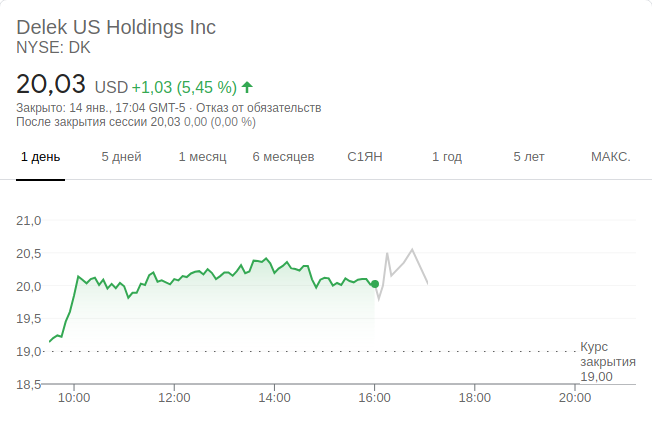 Delek US Holdings Inc
NYSE: DK
20,03 USD +1,03 (5,45 %)
Закрыто: 14 янв., 17:04 GMT-5 · Отказ от обязательств
После закрытия сессии 20,03 0,00 (0,00 %)
1 день 5 дней 1 месяц 6 месяцев С1ЯН 1 год 5 лет МАКС.
21,0
20,5
20,0
19,5
19,0
Курс
закрытия
19,00
18,5
10:00 12:00 14:00 16:00 18:00 20:00